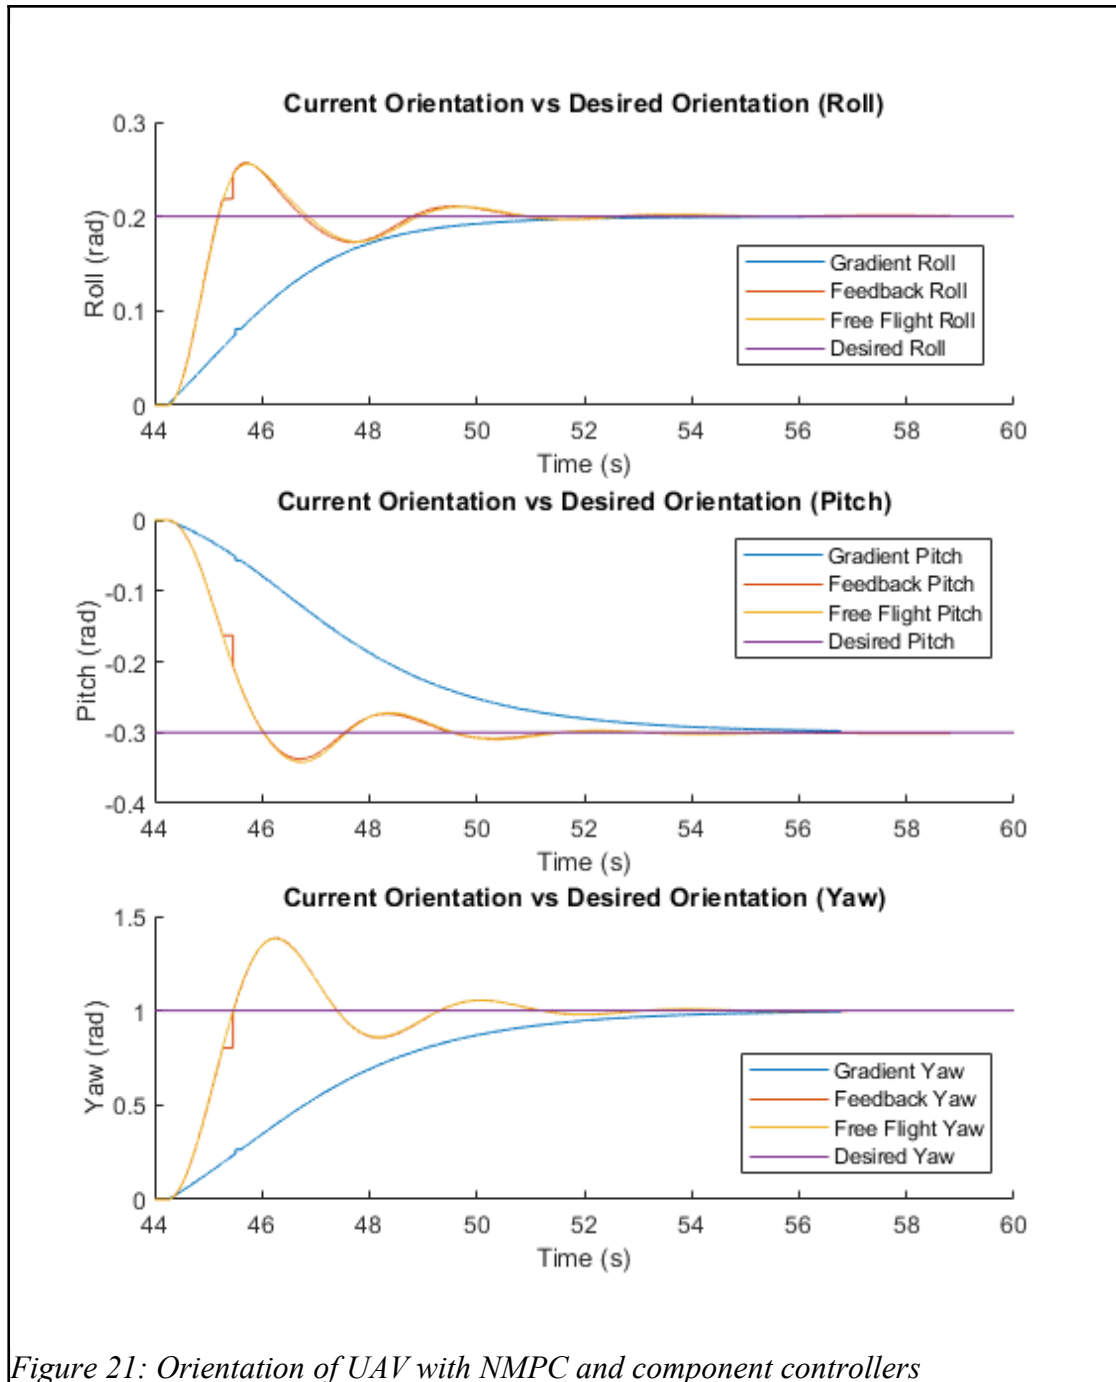 Current Orientation vs Desired Orientation (Roll)
0.3
0.2
0.1
0
Roll (rad)
Gradient Roll
Feedback Roll
Free Flight Roll
Desired Roll
44 46 48 50 52 54 56 58 60
Time (s)
Current Orientation vs Desired Orientation (Pitch)
0
-0.1
-0.2
-0.3
-0.4
Pitch (rad)
Gradient Pitch
Feedback Pitch
Free Flight Pitch
Desired Pitch
44 46 48 50 52 54 56 58 60
Time (s)
Current Orientation vs Desired Orientation (Yaw)
1.5
1
0.5
0
Yaw (rad)
Gradient Yaw
Feedback Yaw
Free Flight Yaw
Desired Yaw
44 46 48 50 52 54 56 58 60
Time (s)
Figure 21: Orientation of UAV with NMPC and component controllers